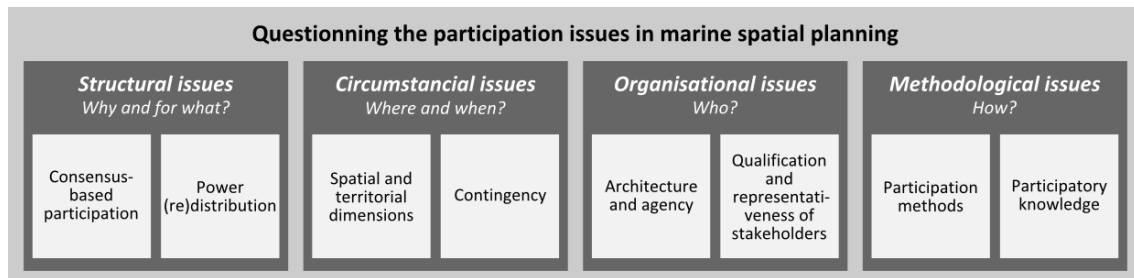 Questionning the participation issues in marine spatial planning
Structural issues
Why and for what?
Consensus-
based
participation
Power
(re)distribution
Circumstancial issues
Where and when?
Spatial and
territorial
dimensions
Contingency
Organisational issues
Who?
Architecture
and agency
Qualification
and
representati-
veness of
stakeholders
Methodological issues
How?
Participation
methods
Participatory
knowledge